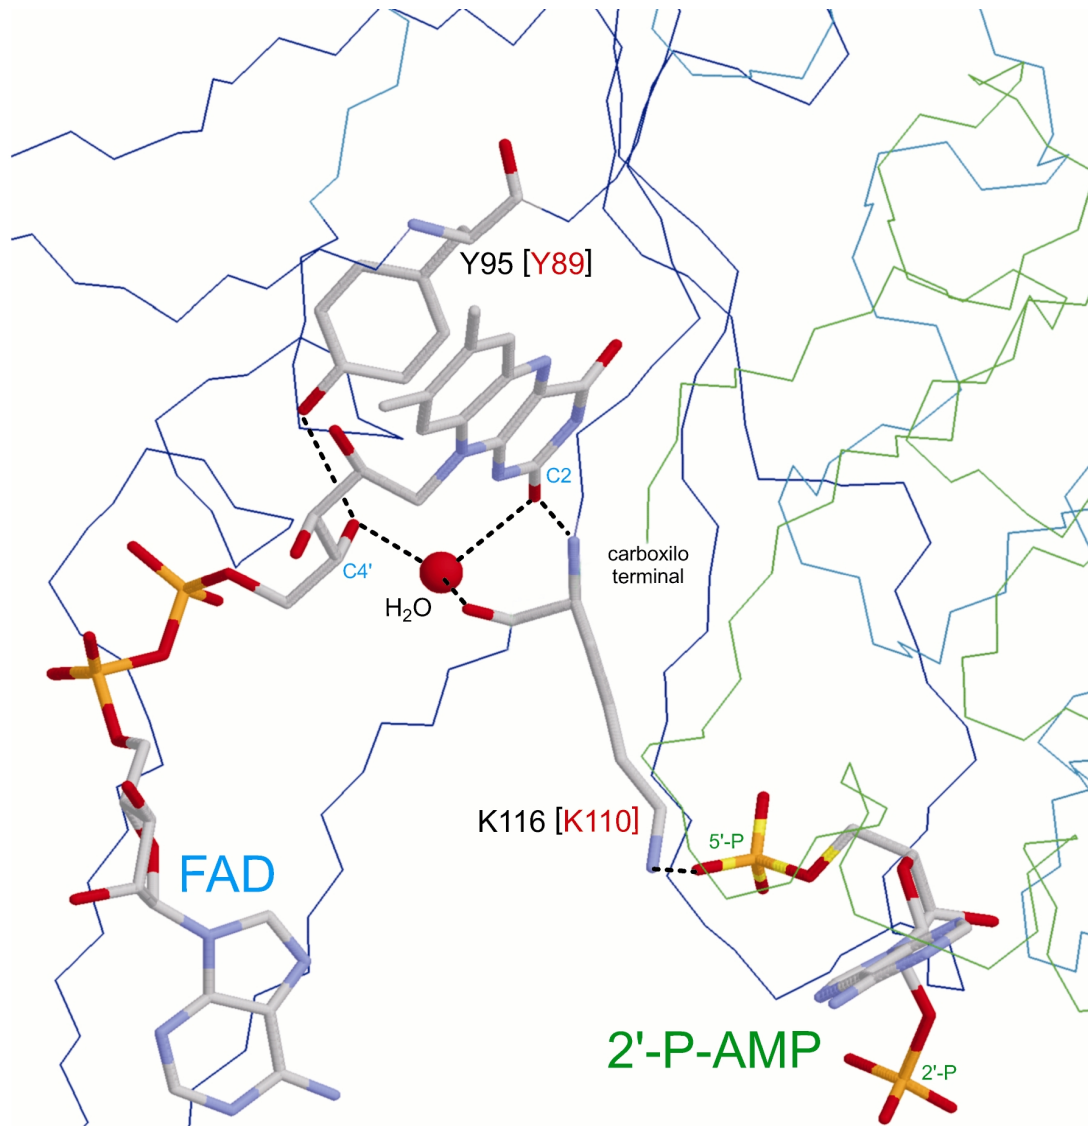 Y95 [Y89]
C2
carboxilo
terminal
C4'
H₂O
K116 [K110]
5'-P
FAD
2'-P-AMP
2'-P